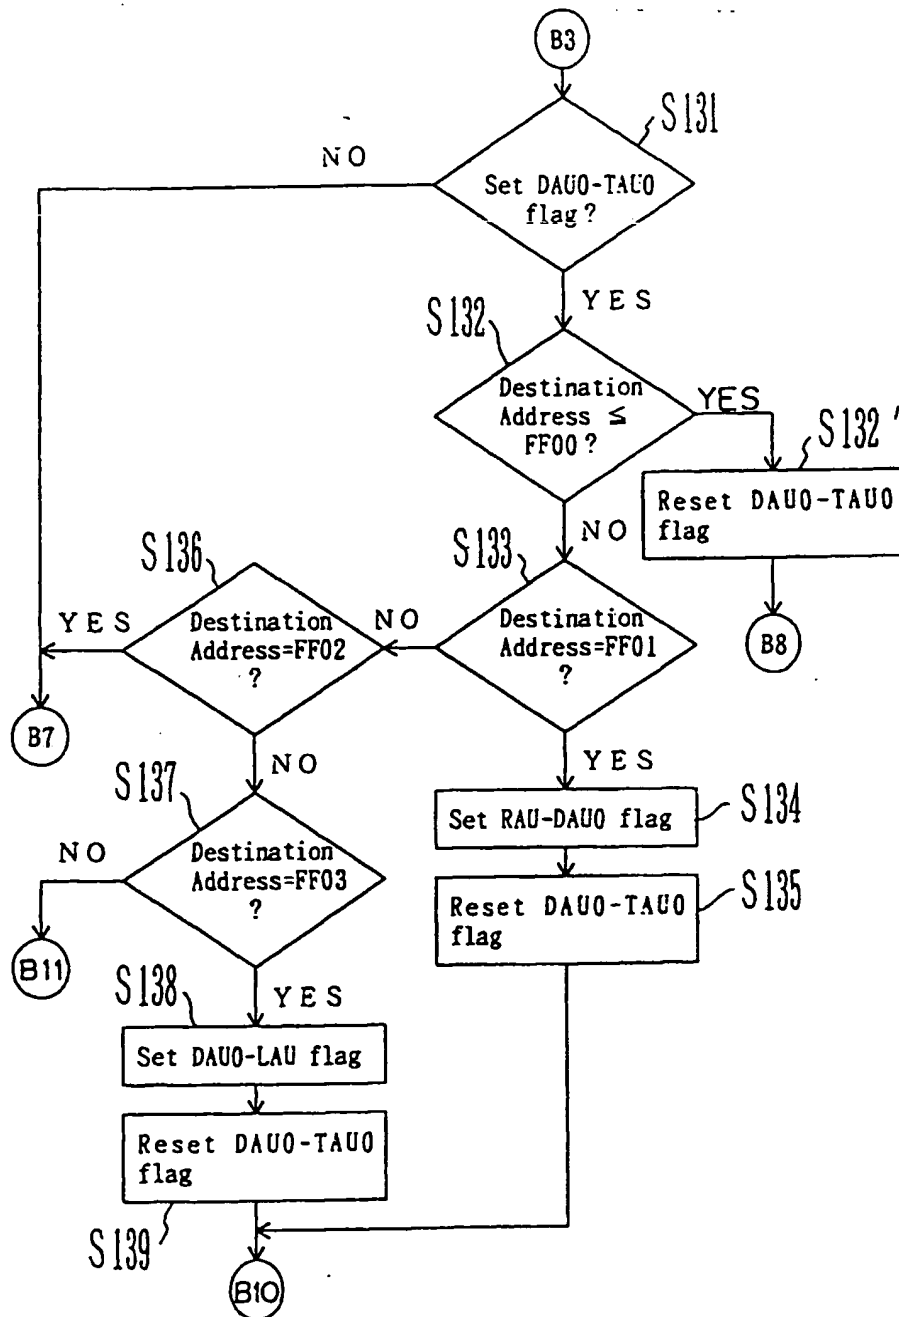 B3
S131
NO
Set DAU0-TAU0
flag?
YES
S132
Destination
Address ≦
FF00?
YES
S132'
Reset DAU0-TAU0
flag
NO
B8
S133
Destination
Address=FF01
?
NO
S136
Destination
Address=FF02
?
YES
B7
NO
YES
S137
Destination
Address=FF03
?
NO
B11
Set RAU-DAU0 flag
S134
Reset DAU0-TAU0
flag
S135
YES
S138
Set DAU0-LAU flag
Reset DAU0-TAU0
flag
S139
B10